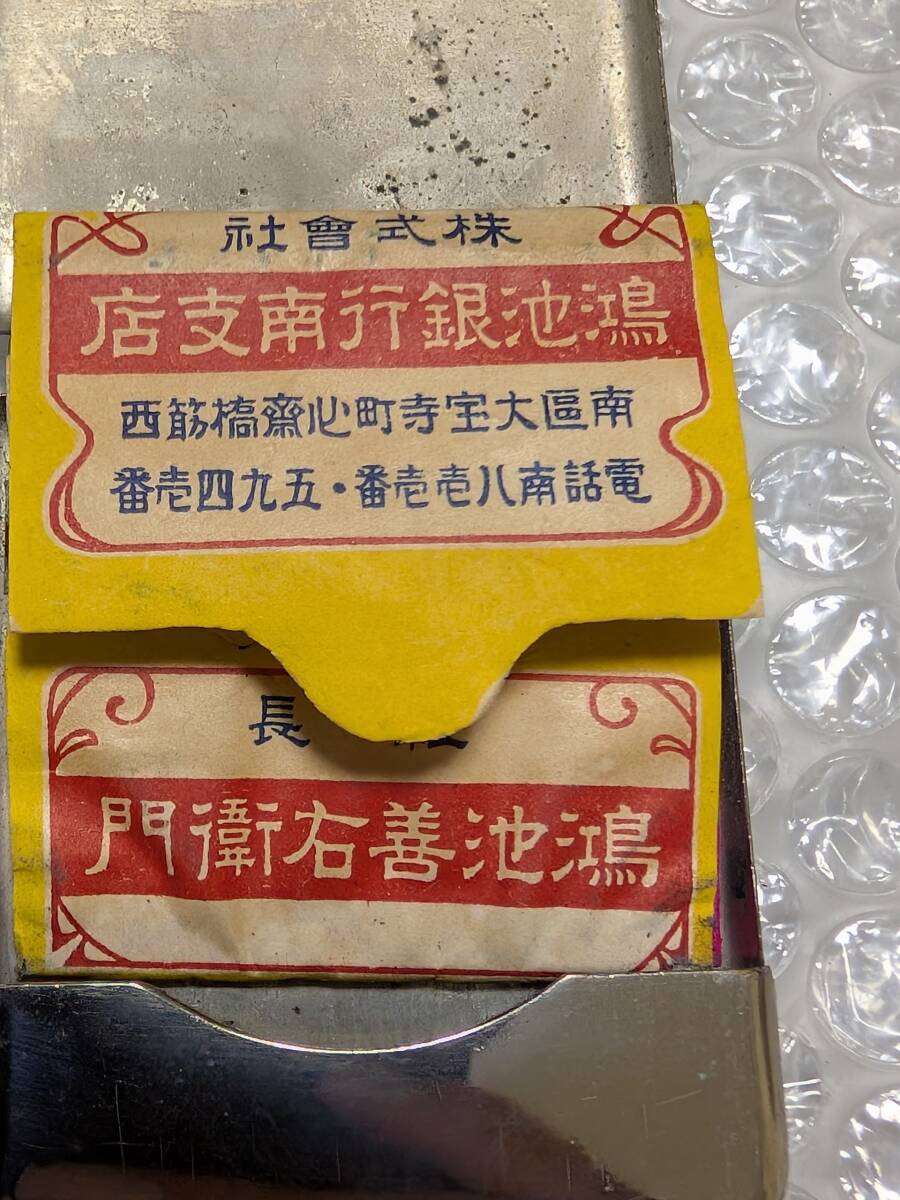 株式會社
鴻池銀行南支店
南區大宝寺町心齋橋筋西
電話南八壱壱番・五九四壱番
長
鴻池善右衛門